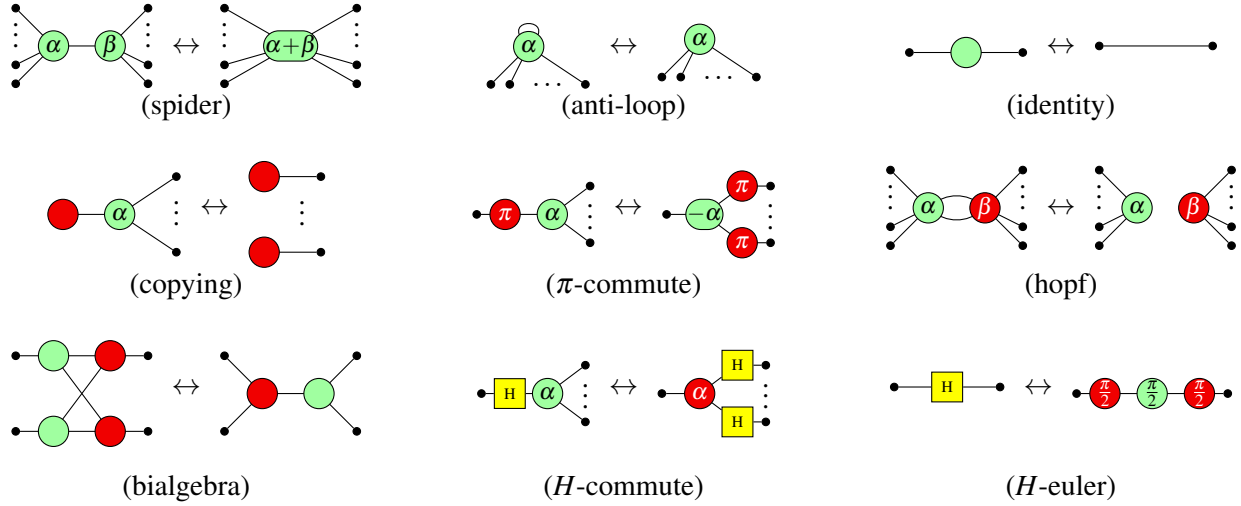 α β ↔ α+β
α ↔ α
↔
(spider)
(anti-loop)
(identity)
α ↔
π α ↔ −α π π
α β ↔ α β
(copying)
(π-commute)
(hopf)
↔
H α ↔ α H H
H ↔ π/2 π/2 π/2
(bialgebra)
(H-commute)
(H-euler)